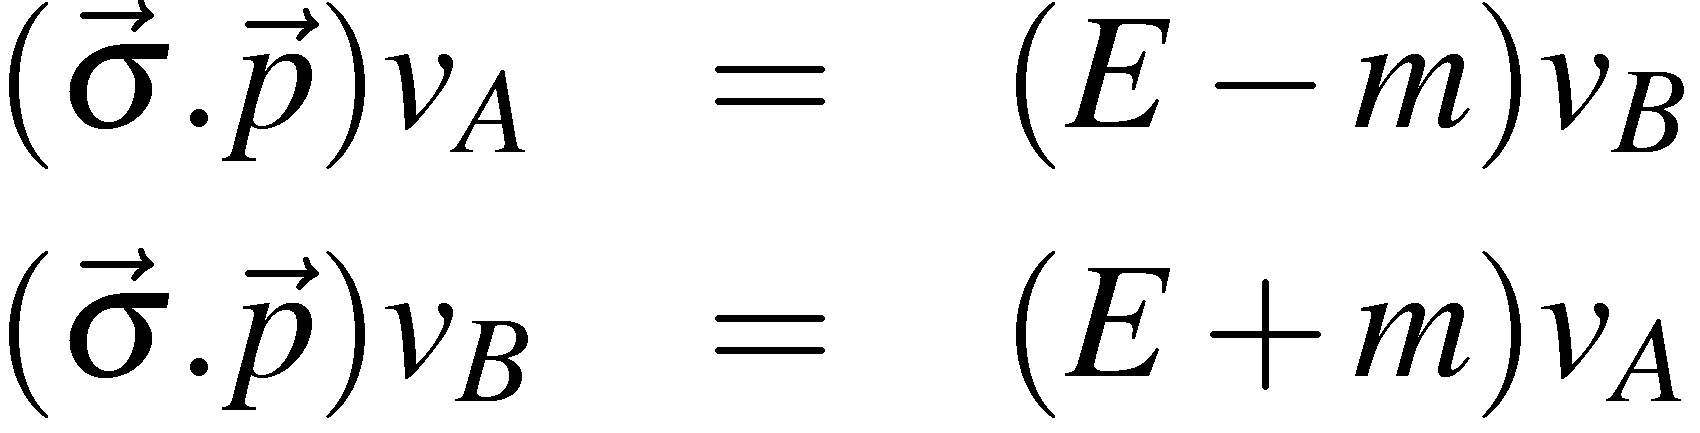 (σ⃗.p⃗)v_A = (E − m)v_B
(σ⃗.p⃗)v_B = (E + m)v_A